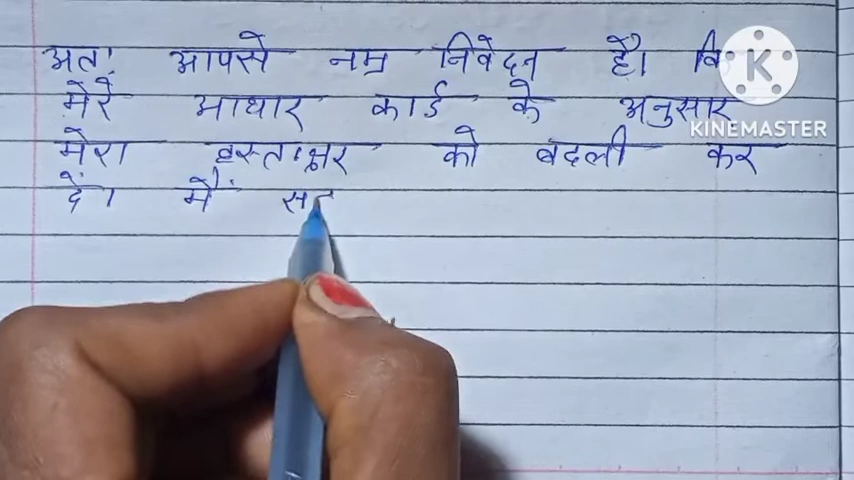 अतः आपसे नम्र निवेदन है। कि
मेरे आधार कार्ड के अनुसार
मेरा हस्ताक्षर को बदली कर
दें। मैं
KINEMASTER